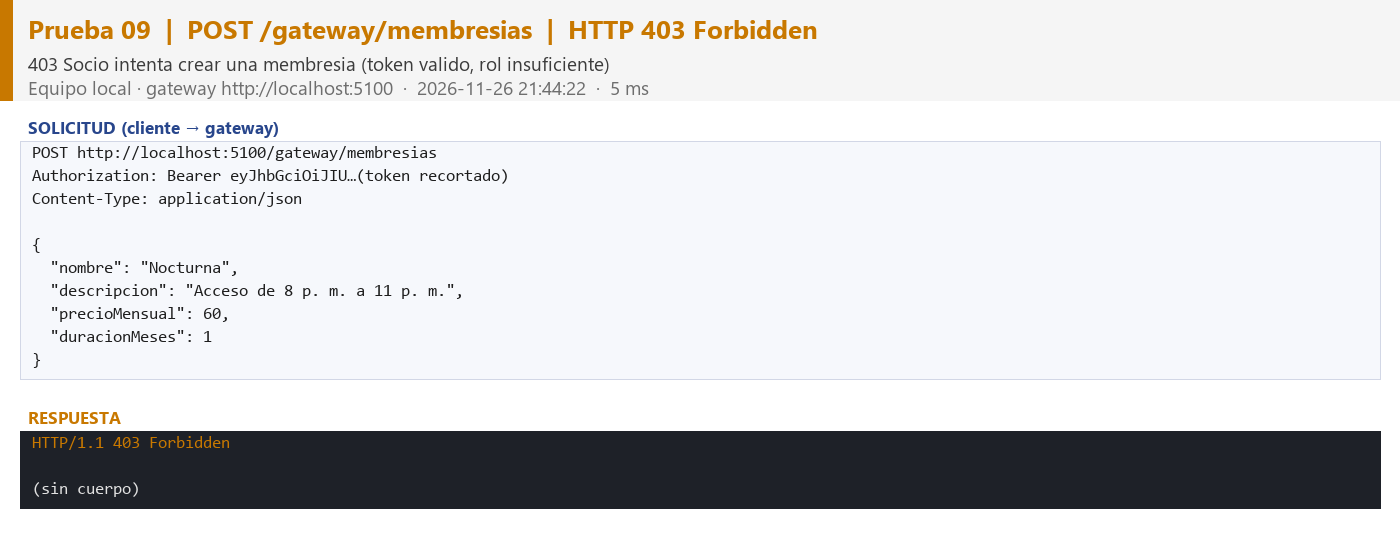 Prueba 09 | POST /gateway/membresias | HTTP 403 Forbidden
403 Socio intenta crear una membresia (token valido, rol insuficiente)
Equipo local · gateway http://localhost:5100 · 2026-11-26 21:44:22 · 5 ms
SOLICITUD (cliente → gateway)
POST http://localhost:5100/gateway/membresias
Authorization: Bearer eyJhbGciOiJIU…(token recortado)
Content-Type: application/json
{
  "nombre": "Nocturna",
  "descripcion": "Acceso de 8 p. m. a 11 p. m.",
  "precioMensual": 60,
  "duracionMeses": 1
}
RESPUESTA
HTTP/1.1 403 Forbidden
(sin cuerpo)